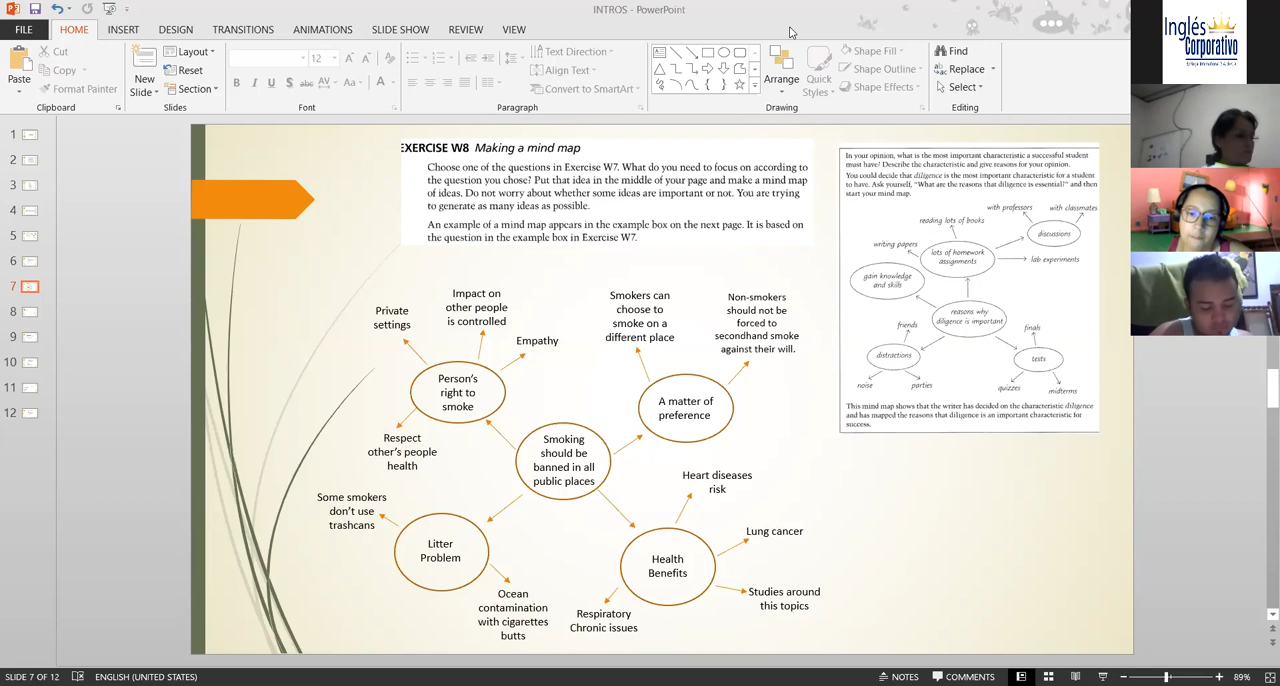 INTROS - PowerPoint
FILE
HOME
INSERT
DESIGN
TRANSITIONS
ANIMATIONS
SLIDE SHOW
REVIEW
VIEW
Paste
Cut
Copy
Format Painter
Clipboard
New
Slide
Layout
Reset
Section
Slides
12
B I U S abc AV Aa A
Font
Text Direction
Align Text
Convert to SmartArt
Paragraph
Arrange
Quick
Styles
Shape Fill
Shape Outline
Shape Effects
Drawing
Find
Replace
Select
Editing
Inglés
Corporativo
1
2
3
4
5
6
7
8
9
10
11
12
EXERCISE W8 Making a mind map
Choose one of the questions in Exercise W7. What do you need to focus on according to
the question you chose? Put that idea in the middle of your page and make a mind map
of ideas. Do not worry about whether some ideas are important or not. You are trying
to generate as many ideas as possible.
An example of a mind map appears in the example box on the next page. It is based on
the question in the example box in Exercise W7.
Private
settings
Impact on
other people
is controlled
Empathy
Person's
right to
smoke
Respect
other's people
health
Smokers can
choose to
smoke on a
different place
Non-smokers
should not be
forced to
secondhand smoke
against their will.
A matter of
preference
Smoking
should be
banned in all
public places
Some smokers
don't use
trashcans
Litter
Problem
Ocean
contamination
with cigarettes
butts
Heart diseases
risk
Lung cancer
Health
Benefits
Studies around
this topics
Respiratory
Chronic issues
In your opinion, what is the most important characteristic a successful student
must have? Describe the characteristic and give reasons for your opinion.
You could decide that diligence is the most important characteristic for a student
to have. Ask yourself, "What are the reasons that diligence is essential?" and then
start your mind map.
with professors
with classmates
reading lots of books
discussions
writing papers
lots of homework
assignments
lab experiments
gain knowledge
and skills
reasons why
diligence is important
friends
finals
distractions
tests
noise
parties
quizzes
midterms
This mind map shows that the writer has decided on the characteristic diligence
and has mapped the reasons that diligence is an important characteristic for
success.
SLIDE 7 OF 12
ENGLISH (UNITED STATES)
NOTES
COMMENTS
89%